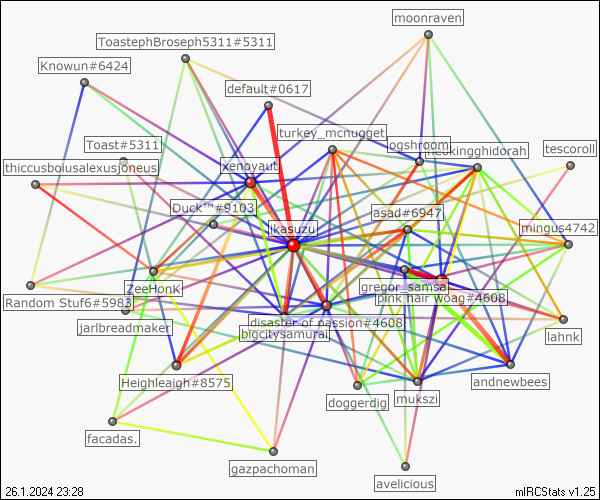 moonraven
ToastephBroseph5311#5311
Knowun#6424
default#0617
turkey_mcnugget
Toast#5311
ogshroom
mcckingghidorah
tescoroll
thiccusboiusalexusjoneus
xenoyaut
Duck™#9103
asad#6947
jkasuzu
mingus4742
ZeeHonK
gregor_samsa
Random Stuf6#5983
pink hair woag#4608
jarlbreadmaker
disaster of passion#4608
bigcitysamurai
lahnk
Heighleaigh#8575
andnewbees
doggerdig
mukszi
facadas.
gazpachoman
avelicious
26.1.2024 23:28
mIRCStats v1.25